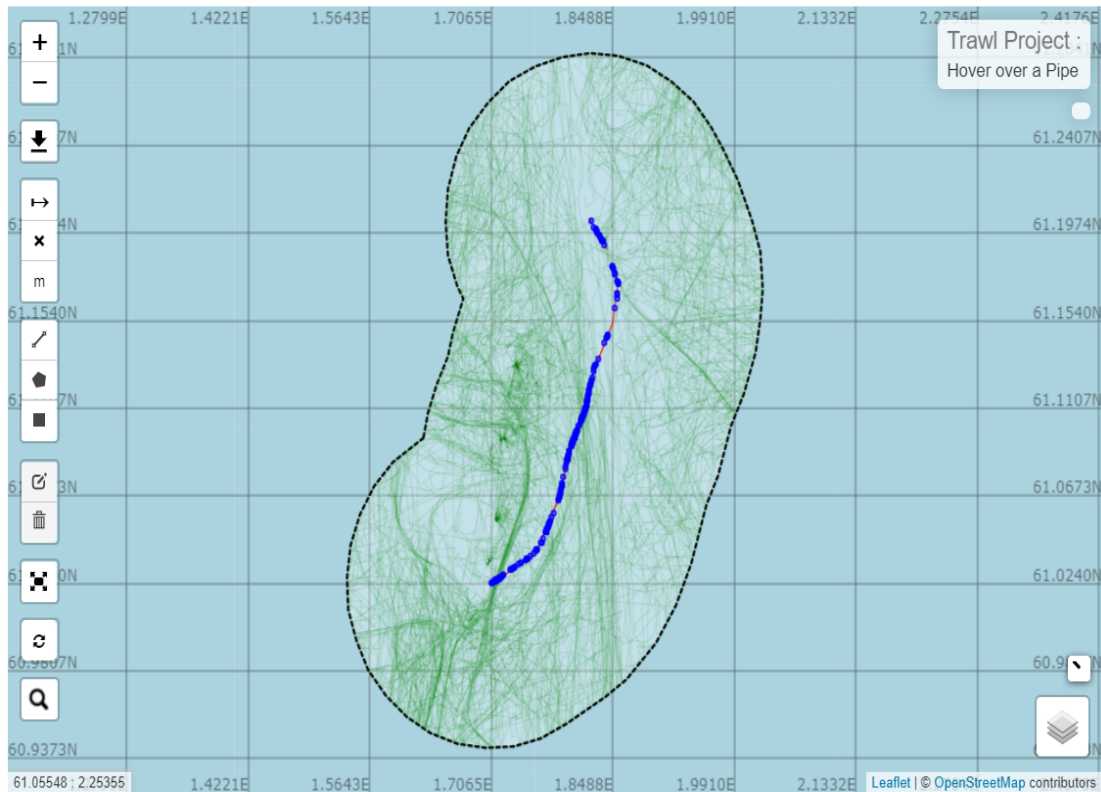 1.2799E 1.4221E 1.5643E 1.7065E 1.8488E 1.9910E 2.1332E 2.2754E 2.4176E
Trawl Project :
Hover over a Pipe
+
−
61.2407N
61.1974N
m
61.1540N 61.1540N
61.1107N
61.0673N
61.0240N
60.9373N
61.05548 : 2.25355 1.4221E 1.5643E 1.7065E 1.8488E 1.9910E 2.1332E
Leaflet | © OpenStreetMap contributors